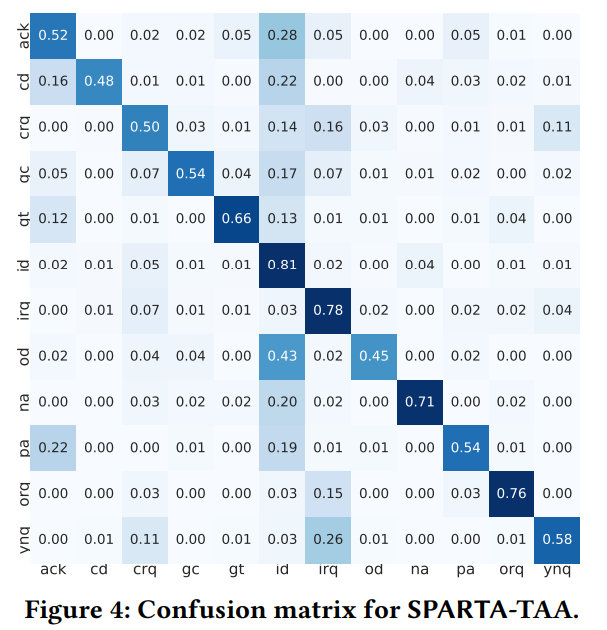 ack 0.52 0.00 0.02 0.02 0.05 0.28 0.05 0.00 0.00 0.05 0.01 0.00
cd 0.16 0.48 0.01 0.01 0.00 0.22 0.00 0.00 0.04 0.03 0.02 0.01
crq 0.00 0.00 0.50 0.03 0.01 0.14 0.16 0.03 0.00 0.01 0.01 0.11
gc 0.05 0.00 0.07 0.54 0.04 0.17 0.07 0.01 0.01 0.02 0.00 0.02
gt 0.12 0.00 0.01 0.00 0.66 0.13 0.01 0.01 0.00 0.01 0.04 0.00
id 0.02 0.01 0.05 0.01 0.01 0.81 0.02 0.00 0.04 0.00 0.01 0.01
irq 0.00 0.01 0.07 0.01 0.01 0.03 0.78 0.02 0.00 0.02 0.02 0.04
od 0.02 0.00 0.04 0.04 0.00 0.43 0.02 0.45 0.00 0.02 0.00 0.00
na 0.00 0.00 0.03 0.02 0.02 0.20 0.02 0.00 0.71 0.00 0.02 0.00
pa 0.22 0.00 0.00 0.01 0.00 0.19 0.01 0.01 0.00 0.54 0.01 0.00
orq 0.00 0.00 0.03 0.00 0.00 0.03 0.15 0.00 0.00 0.03 0.76 0.00
ynq 0.00 0.01 0.11 0.00 0.01 0.03 0.26 0.01 0.00 0.00 0.01 0.58
ack cd crq gc gt id irq od na pa orq ynq
Figure 4: Confusion matrix for SPARTA-TAA.